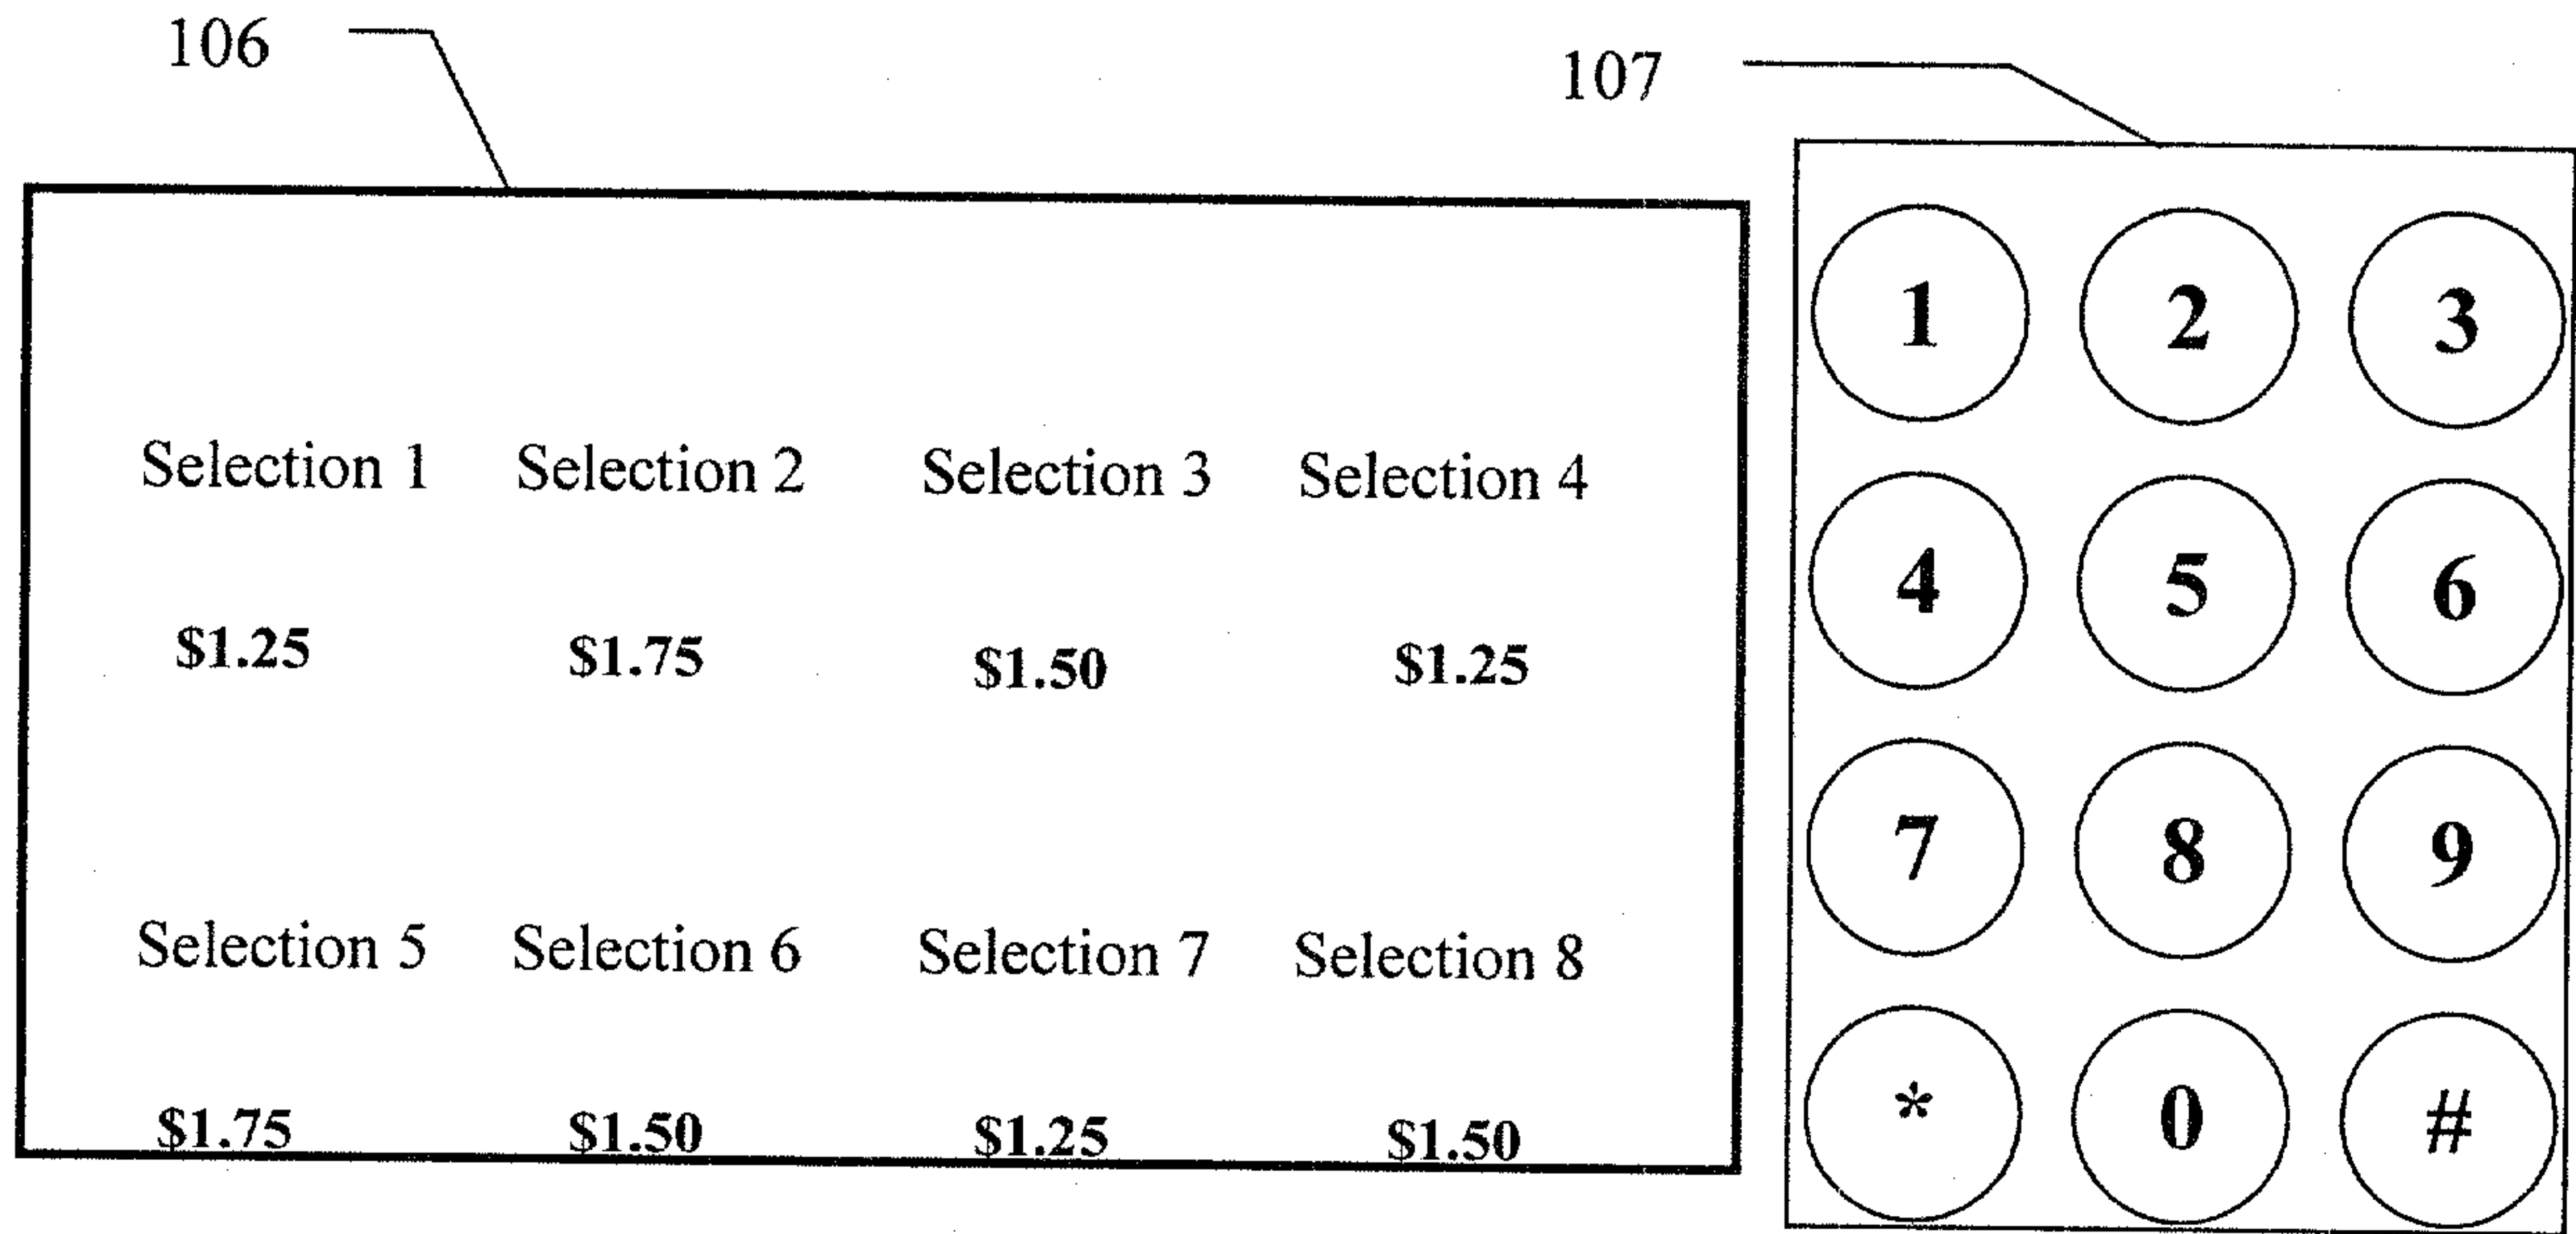 106
107
Selection 1 Selection 2 Selection 3 Selection 4
$1.25 $1.75 $1.50 $1.25
Selection 5 Selection 6 Selection 7 Selection 8
$1.75 $1.50 $1.25 $1.50
1 2 3
4 5 6
7 8 9
* 0 #